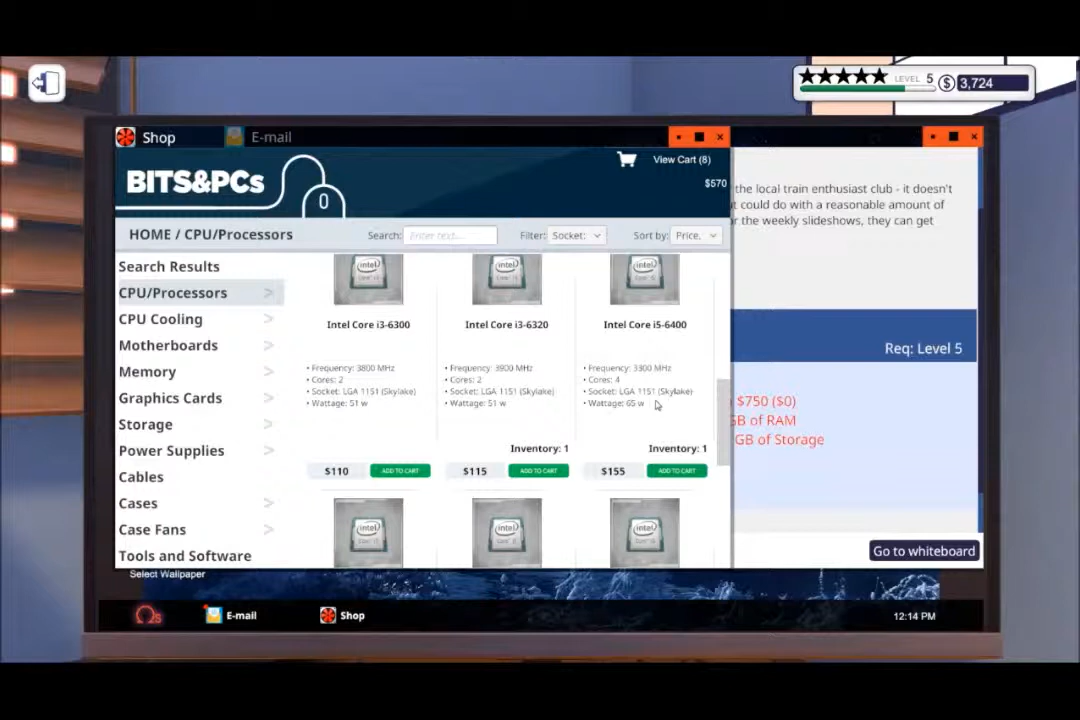 LEVEL 5 $ 3,724
Shop
E-mail
BITS&PCs
View Cart (8)
$570
HOME / CPU/Processors
Search: Enter text...
Filter: Socket:
Sort by: Price,
Search Results
CPU/Processors >
CPU Cooling >
Motherboards >
Memory >
Graphics Cards >
Storage >
Power Supplies >
Cables
Cases >
Case Fans >
Tools and Software
intel
Intel Core i3-6300
• Frequency: 3800 MHz
• Cores: 2
• Socket: LGA 1151 (Skylake)
• Wattage: 51 w
$110
ADD TO CART
intel
Intel Core i3-6320
• Frequency: 3900 MHz
• Cores: 2
• Socket: LGA 1151 (Skylake)
• Wattage: 51 w
Inventory: 1
$115
ADD TO CART
intel
Intel Core i5-6400
• Frequency: 3300 MHz
• Cores: 4
• Socket: LGA 1151 (Skylake)
• Wattage: 65 w
Inventory: 1
$155
ADD TO CART
intel
intel
intel
the local train enthusiast club - it doesn't
t could do with a reasonable amount of
or the weekly slideshows, they can get
Req: Level 5
$750 ($0)
GB of RAM
GB of Storage
Go to whiteboard
Select Wallpaper
E-mail
Shop
12:14 PM